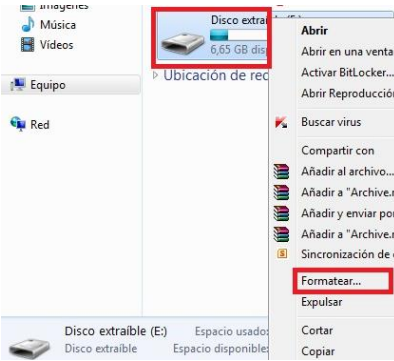 Imágenes
Música
Vídeos
Equipo
Red
Disco extraí
6,65 GB dis
Ubicación de red
Abrir
Abrir en una venta
Activar BitLocker...
Abrir Reproducción
Buscar virus
Compartir con
Añadir al archivo...
Añadir a "Archive.r
Añadir y enviar por
Añadir a "Archive.r
Sincronización de
Formatear...
Expulsar
Cortar
Copiar
Disco extraíble (E:) Espacio usado:
Disco extraíble Espacio disponible: